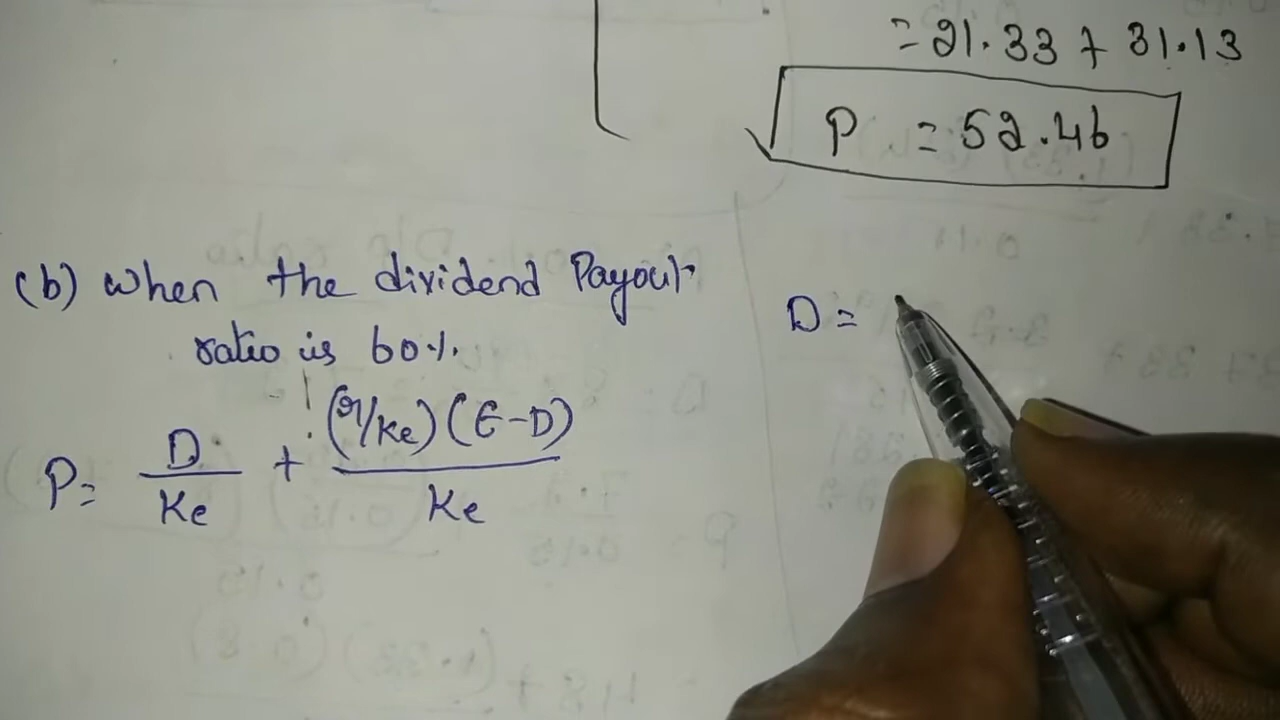 = 21.33 + 31.13
P = 52.46
(b) When the dividend Payout
ratio is 60%.
D =
P = D/Ke + (r/Ke)(E-D)/Ke